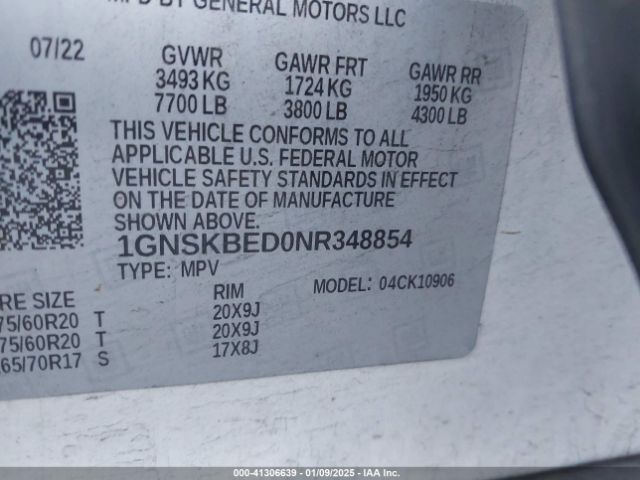 MFD BY GENERAL MOTORS LLC
07/22 GVWR GAWR FRT GAWR RR
3493 KG 1724 KG 1950 KG
7700 LB 3800 LB 4300 LB
THIS VEHICLE CONFORMS TO ALL
APPLICABLE U.S. FEDERAL MOTOR
VEHICLE SAFETY STANDARDS IN EFFECT
ON THE DATE OF MANUFACTURE
SHOWN ABOVE.
1GNSKBED0NR348854
TYPE: MPV MODEL: 04CK10906
RE SIZE RIM
75/60R20 T 20X9J
75/60R20 T 20X9J
65/70R17 S 17X8J
000-41306639 - 01/09/2025 - IAA Inc.